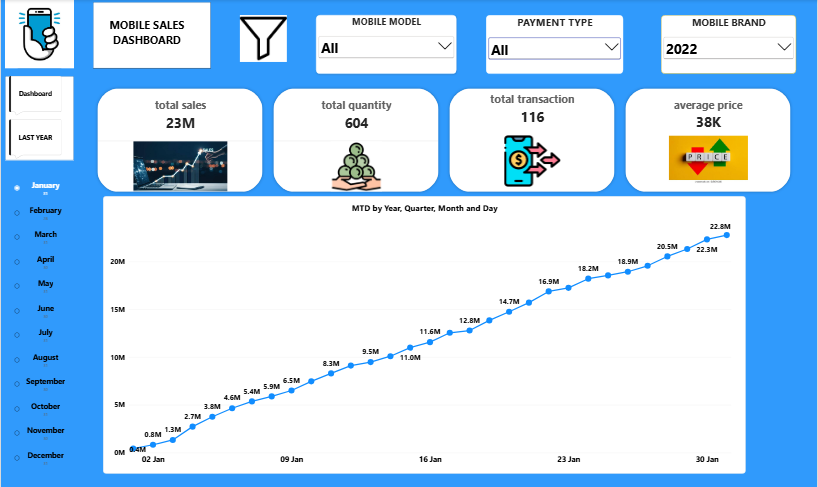 MOBILE SALES
DASHBOARD
MOBILE MODEL
All
PAYMENT TYPE
All
MOBILE BRAND
2022
Dashboard
LAST YEAR
January
February
March
April
May
June
July
August
September
October
November
December
total sales
23M
SALES
total quantity
604
total transaction
116
average price
38K
PRICE
MTD by Year, Quarter, Month and Day
20M
15M
10M
5M
0M
0.4M
0.8M
1.3M
2.7M
3.8M
4.6M
5.4M
5.9M
6.5M
8.3M
9.5M
11.0M
11.6M
12.8M
14.7M
16.9M
18.2M
18.9M
20.5M
22.3M
22.8M
02 Jan
09 Jan
16 Jan
23 Jan
30 Jan